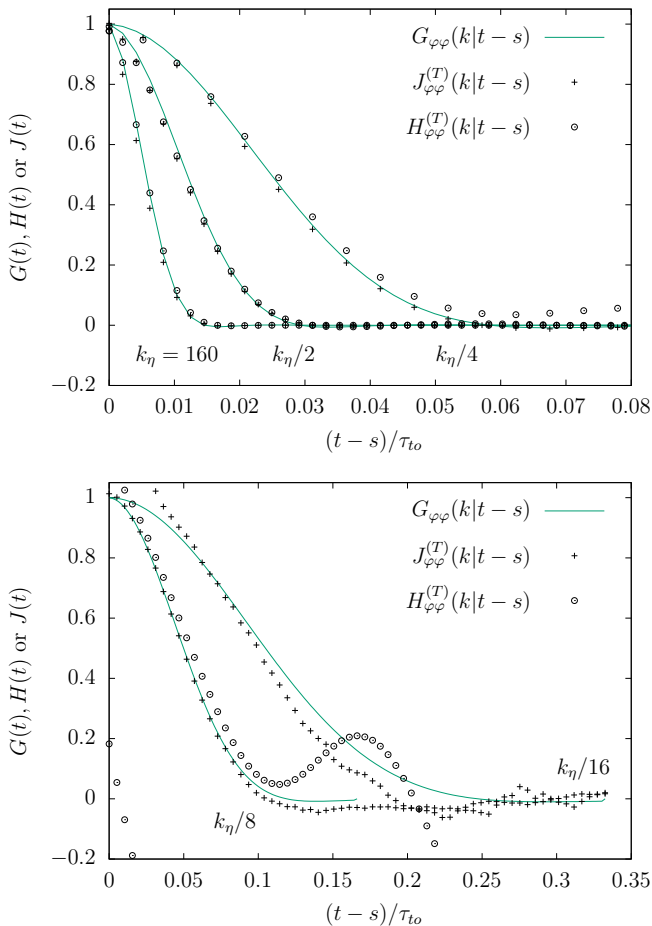 1
0.8
0.6
0.4
0.2
0
−0.2
G(t), H(t) or J(t)
G_{φφ}(k|t − s)
J_{φφ}^{(T)}(k|t − s)
H_{φφ}^{(T)}(k|t − s)
k_η = 160
k_η/2
k_η/4
0 0.01 0.02 0.03 0.04 0.05 0.06 0.07 0.08
(t − s)/τ_{to}
1
0.8
0.6
0.4
0.2
0
−0.2
G(t), H(t) or J(t)
G_{φφ}(k|t − s)
J_{φφ}^{(T)}(k|t − s)
H_{φφ}^{(T)}(k|t − s)
k_η/16
k_η/8
0 0.05 0.1 0.15 0.2 0.25 0.3 0.35
(t − s)/τ_{to}